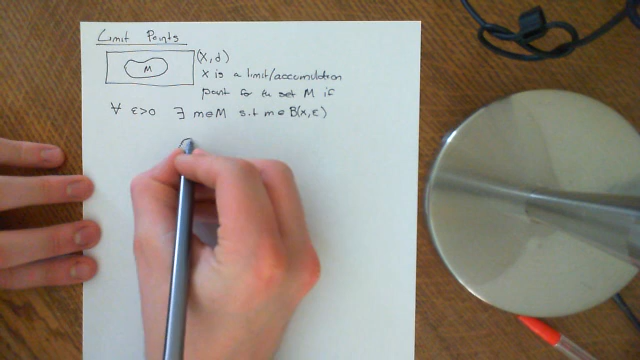 Limit Points
M
(X, d)
x is a limit/accumulation
point for the set M if
∀ ε>0 ∃ m∈M s.t m∈B(x,ε)